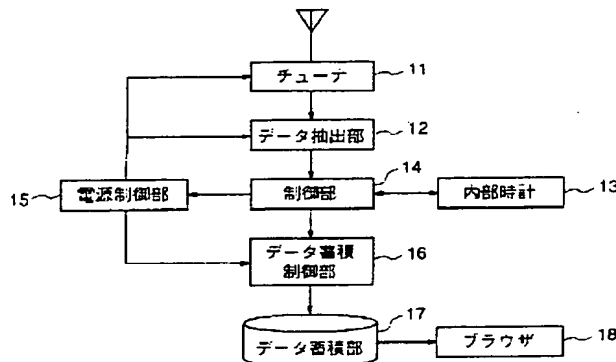 チューナ 11
データ抽出部 12
15 電源制御部 制御部 14 内部時計 13
データ蓄積
制御部 16
データ蓄積部 17 ブラウザ 18